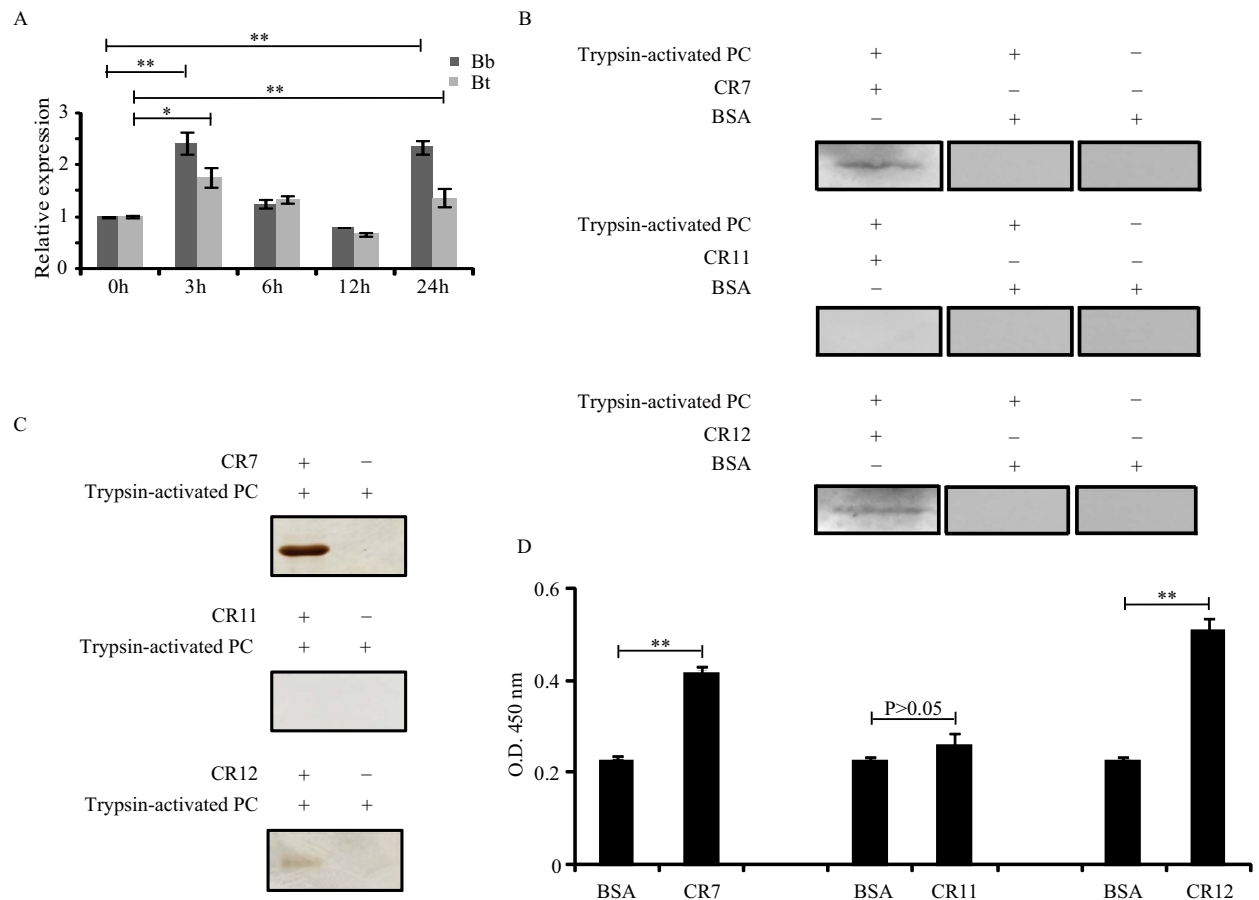 A
**
**
**
*
Bb
Bt
Relative expression
3
2
1
0
0h 3h 6h 12h 24h
B
Trypsin-activated PC + + −
CR7 + − −
BSA − + +
Trypsin-activated PC + + −
CR11 + − −
BSA − + +
Trypsin-activated PC + + −
CR12 + − −
BSA − + +
C
CR7 + −
Trypsin-activated PC + +
CR11 + −
Trypsin-activated PC + +
CR12 + −
Trypsin-activated PC + +
D
O.D. 450 nm
0.6
0.4
0.2
0
**
P>0.05
**
BSA CR7 BSA CR11 BSA CR12